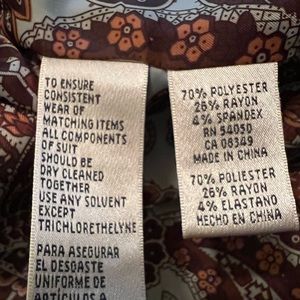 TO ENSURE
CONSISTENT
WEAR OF
MATCHING ITEMS
ALL COMPONENTS
OF SUIT
SHOULD BE
DRY CLEANED
TOGETHER
USE ANY SOLVENT
EXCEPT
TRICHLORETHELYNE
PARA ASEGURAR
EL DESGASTE
UNIFORME DE
ARTICULOS A
70% POLYESTER
26% RAYON
4% SPANDEX
RN 54050
CA 08349
MADE IN CHINA
70% POLIESTER
26% RAYON
4% ELASTANO
HECHO EN CHINA